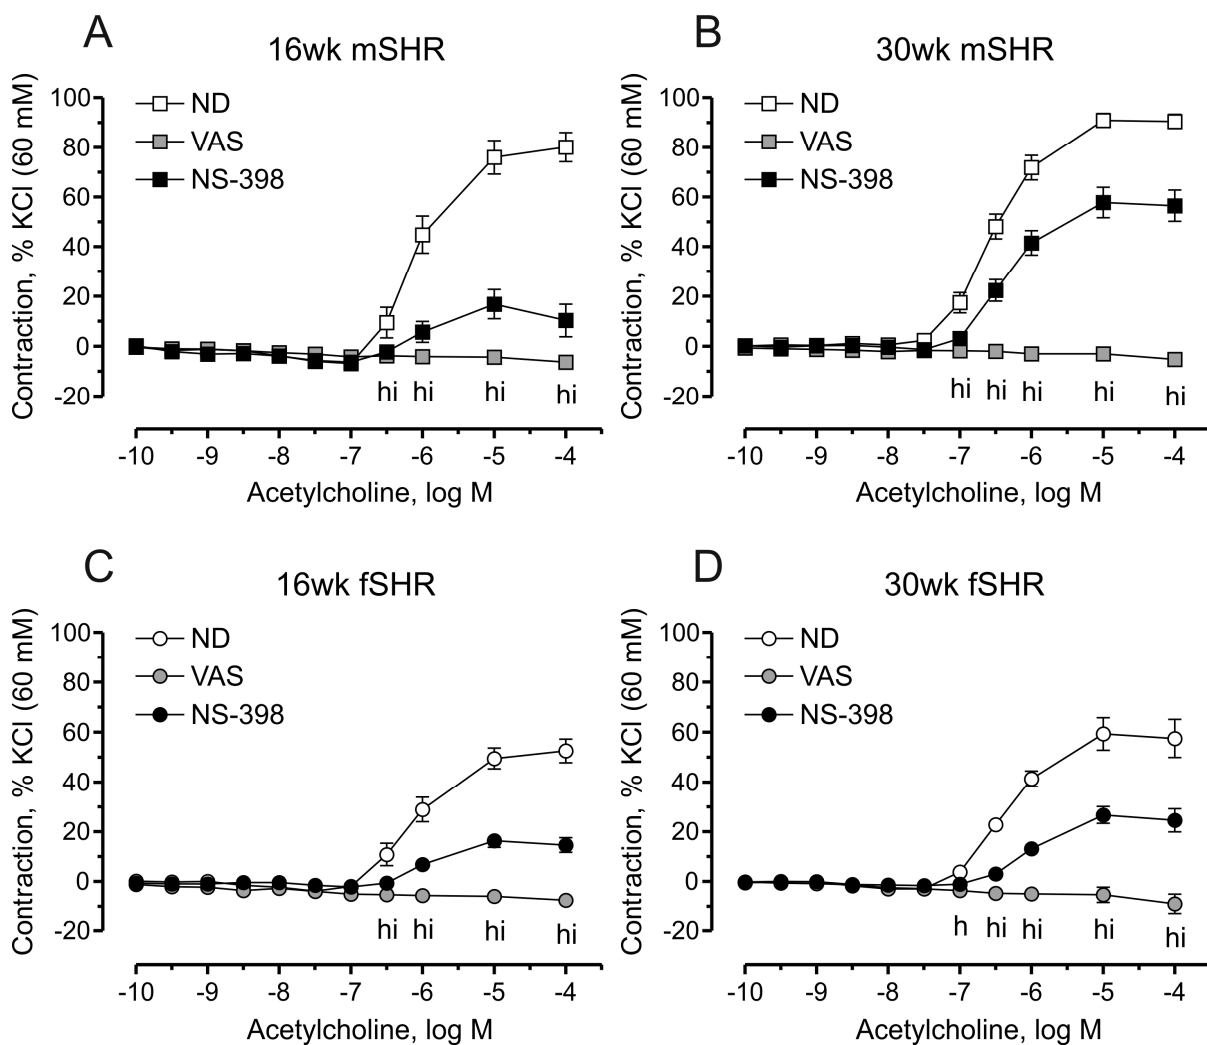 A
16wk mSHR
Contraction, % KCl (60 mM)
100
80
60
40
20
0
-20
ND
VAS
NS-398
hi hi hi hi
-10 -9 -8 -7 -6 -5 -4
Acetylcholine, log M
B
30wk mSHR
Contraction, % KCl (60 mM)
100
80
60
40
20
0
-20
ND
VAS
NS-398
hi hi hi hi hi
-10 -9 -8 -7 -6 -5 -4
Acetylcholine, log M
C
16wk fSHR
Contraction, % KCl (60 mM)
100
80
60
40
20
0
-20
ND
VAS
NS-398
hi hi hi hi
-10 -9 -8 -7 -6 -5 -4
Acetylcholine, log M
D
30wk fSHR
Contraction, % KCl (60 mM)
100
80
60
40
20
0
-20
ND
VAS
NS-398
h hi hi hi hi
-10 -9 -8 -7 -6 -5 -4
Acetylcholine, log M